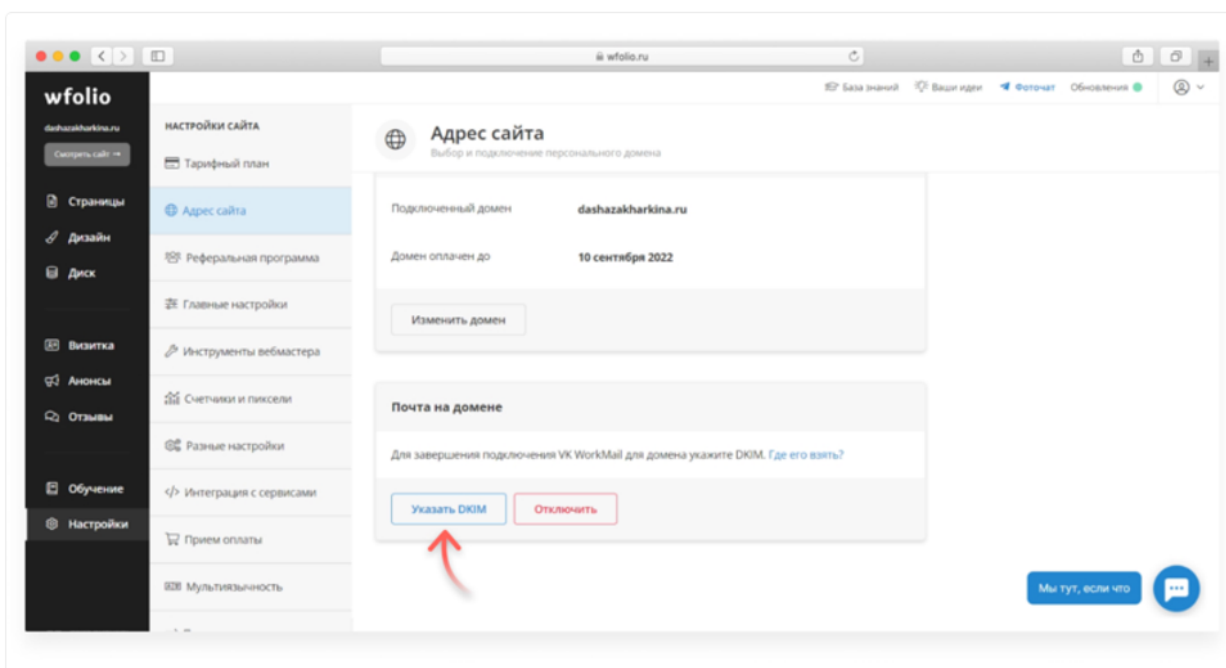 wfolio.ru
wfolio
dashazakharkina.ru
Смотреть сайт →
Страницы
Дизайн
Диск
Визитка
Анонсы
Отзывы
Обучение
Настройки
НАСТРОЙКИ САЙТА
Тарифный план
Адрес сайта
Реферальная программа
Главные настройки
Инструменты вебмастера
Счетчики и пиксели
Разные настройки
Интеграция с сервисами
Прием оплаты
Мультиязычность
База знаний Ваши идеи Фоточат Обновления
Адрес сайта
Выбор и подключение персонального домена
Подключенный домен dashazakharkina.ru
Домен оплачен до 10 сентября 2022
Изменить домен
Почта на домене
Для завершения подключения VK WorkMail для домена укажите DKIM. Где его взять?
Указать DKIM Отключить
Мы тут, если что